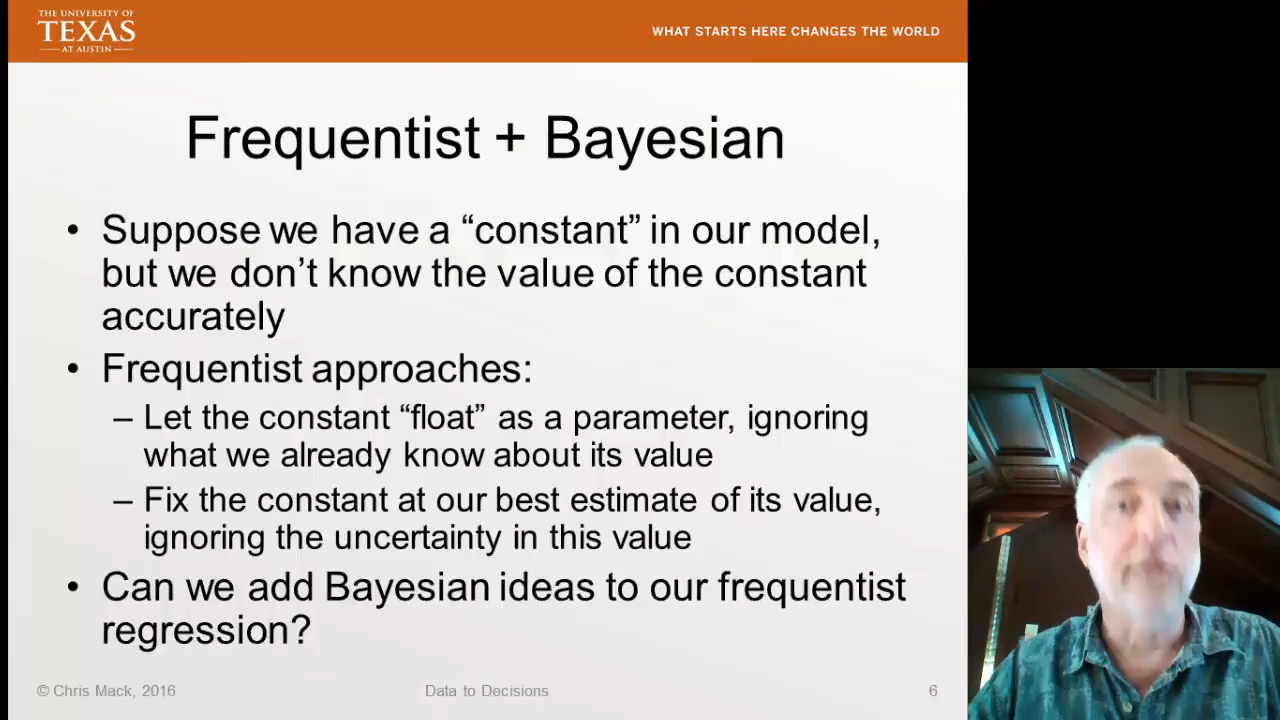 THE UNIVERSITY OF
TEXAS
AT AUSTIN
WHAT STARTS HERE CHANGES THE WORLD
Frequentist + Bayesian
• Suppose we have a “constant” in our model,
but we don’t know the value of the constant
accurately
• Frequentist approaches:
– Let the constant “float” as a parameter, ignoring
what we already know about its value
– Fix the constant at our best estimate of its value,
ignoring the uncertainty in this value
• Can we add Bayesian ideas to our frequentist
regression?
© Chris Mack, 2016
Data to Decisions
6